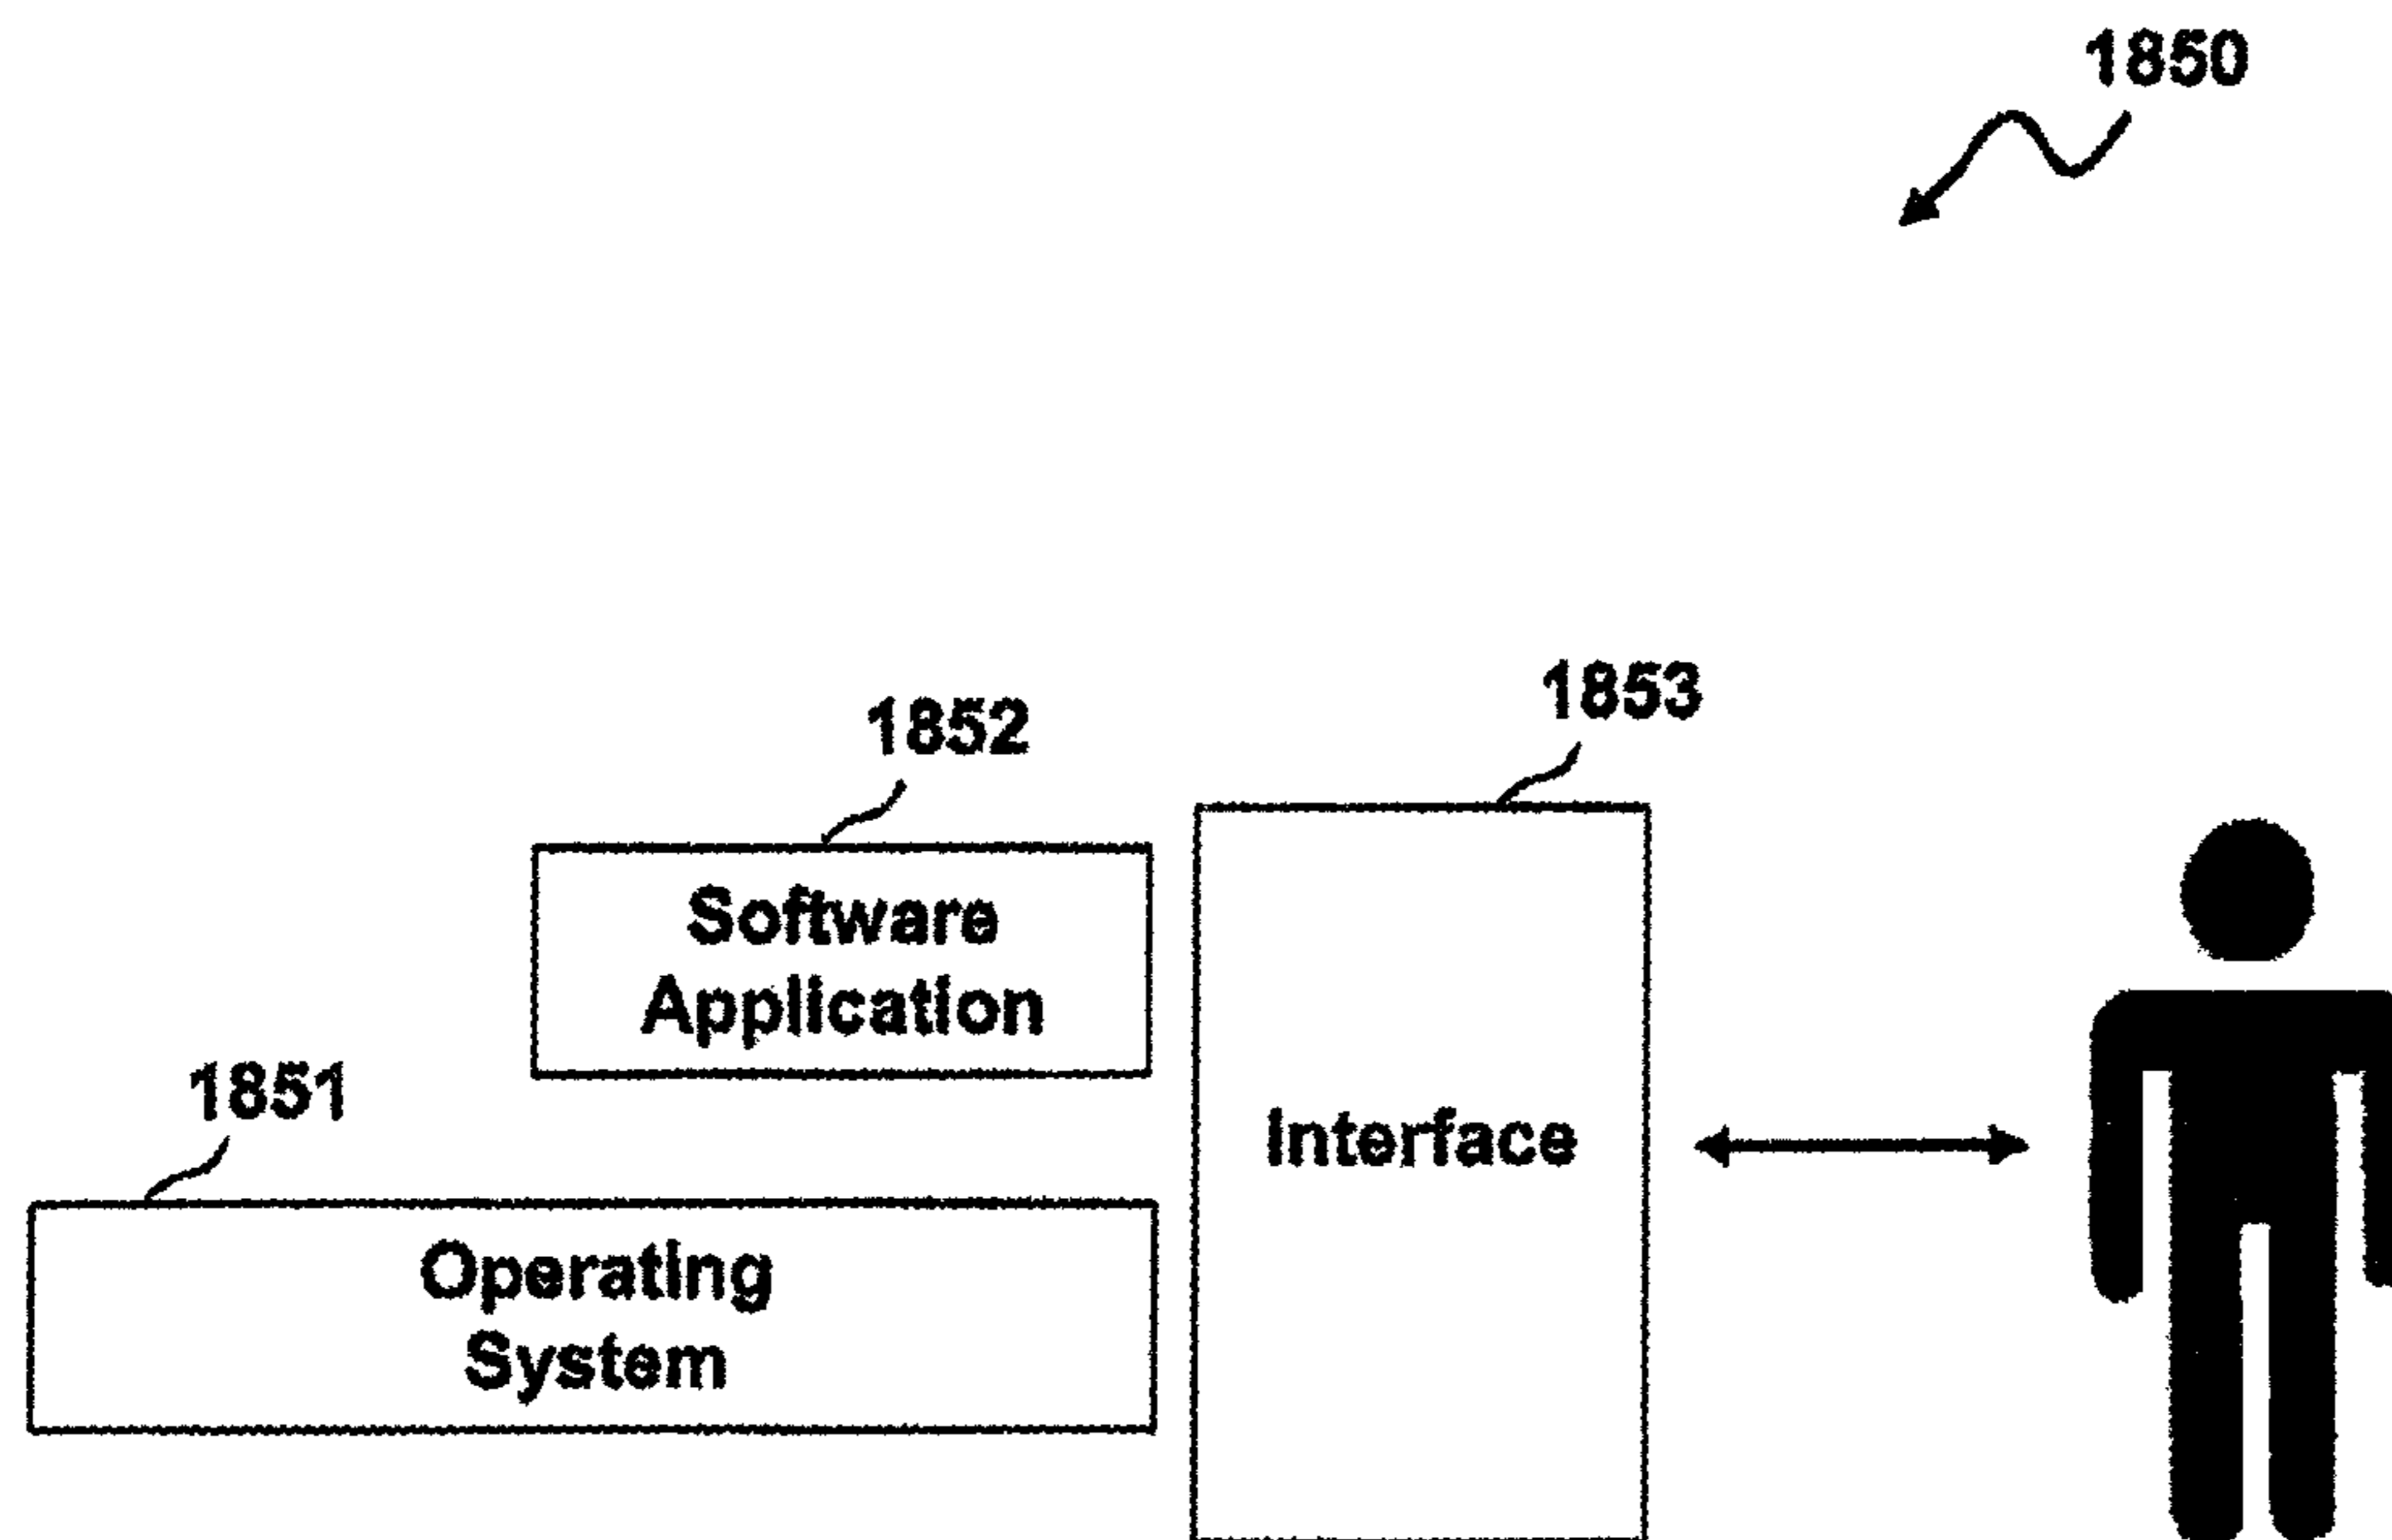 1850
1853
1852
Software
Application
1851
Interface
Operating
System